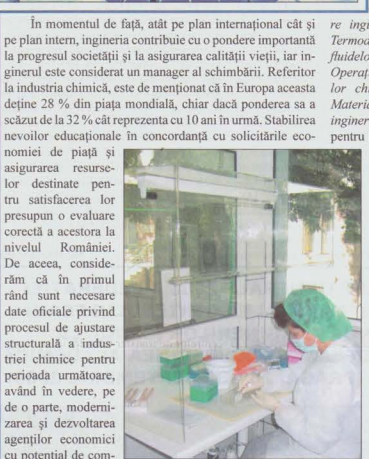 În momentul de față, atât pe plan internațional cât și
pe plan intern, ingineria contribuie cu o pondere importantă
la progresul societății și la asigurarea calității vieții, iar in-
ginerul este considerat un manager al schimbării. Referitor
la industria chimică, este de menționat că în Europa aceasta
deține 28 % din piața mondială, chiar dacă ponderea sa a
scăzut de la 32 % cât reprezenta cu 10 ani în urmă. Stabilirea
nevoilor educaționale în concordanță cu solicitările eco-
nomiei de piață și
asigurarea resurse-
lor destinate pen-
tru satisfacerea lor
presupun o evaluare
corectă a acestora la
nivelul României.
De aceea, conside-
răm că în primul
rând sunt necesare
date oficiale privind
procesul de ajustare
structurală a indus-
triei chimice pentru
perioada următoare,
având în vedere, pe
de o parte, moderni-
zarea și dezvoltarea
agenților economici
cu potențial de com-
re ingi
Termoa
fluidelo
Operaț
lor chi
Materia
inginer
pentru